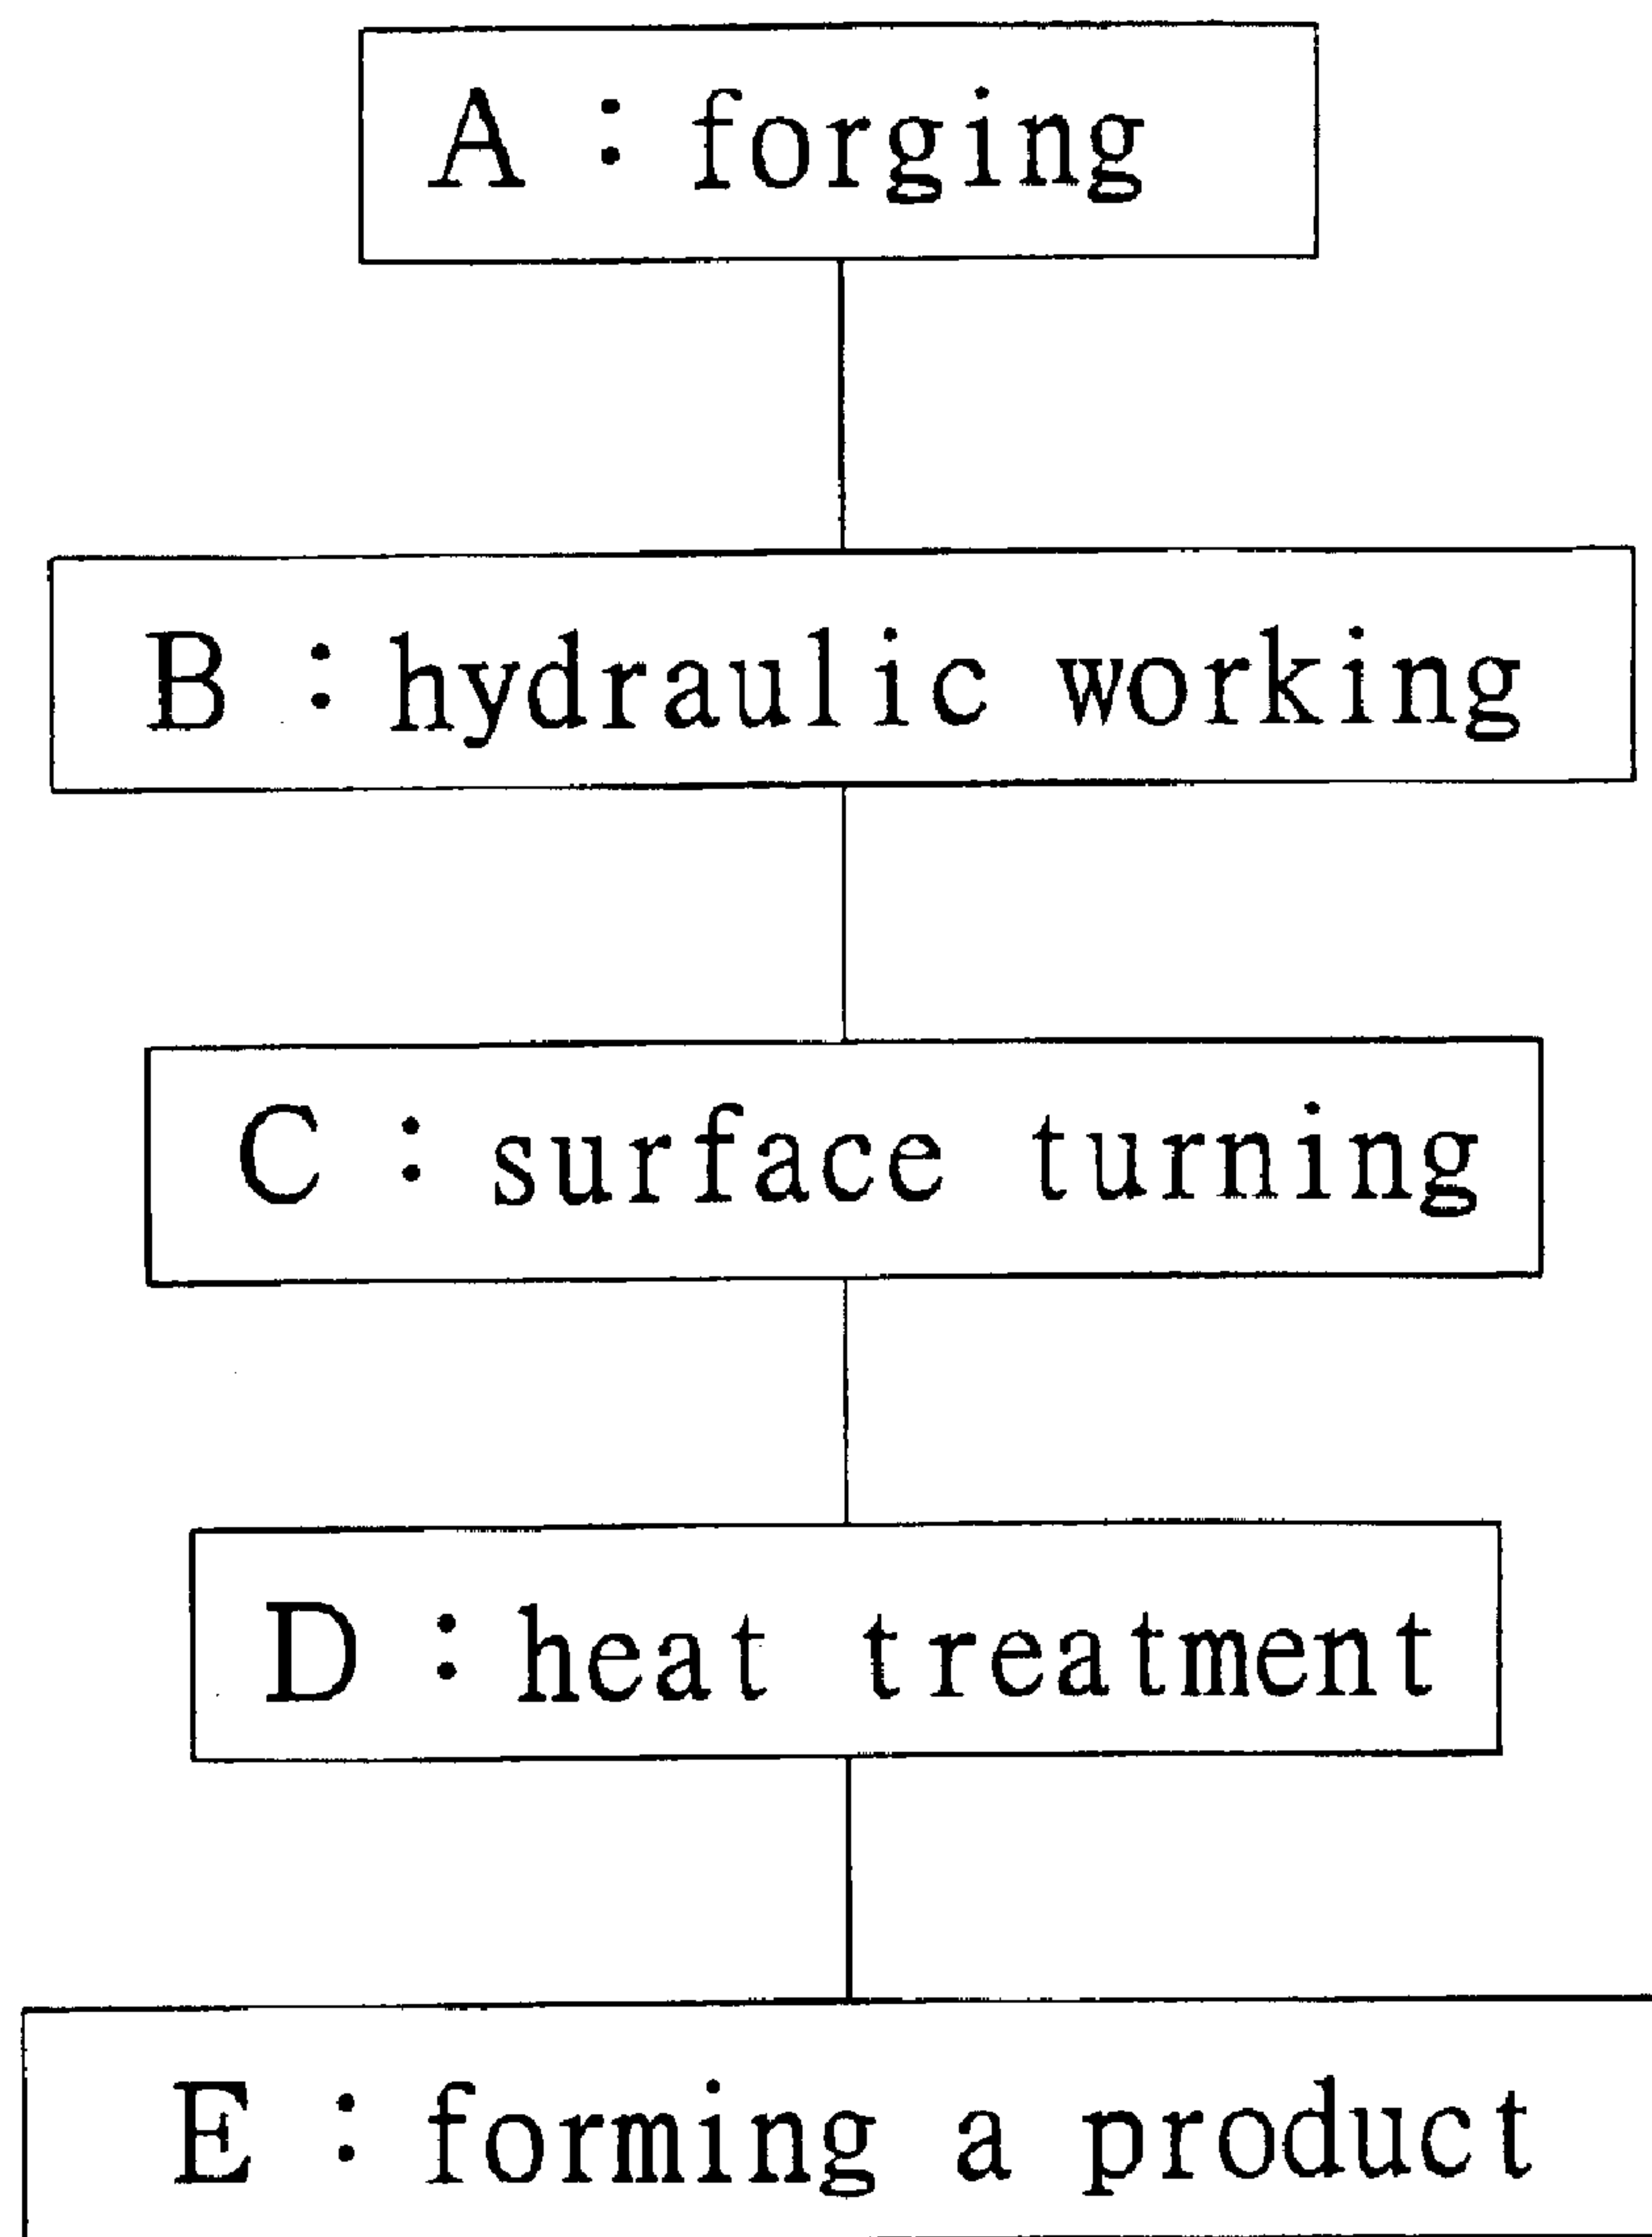 A : forging
B : hydraulic working
C : surface turning
D : heat treatment
E : forming a product